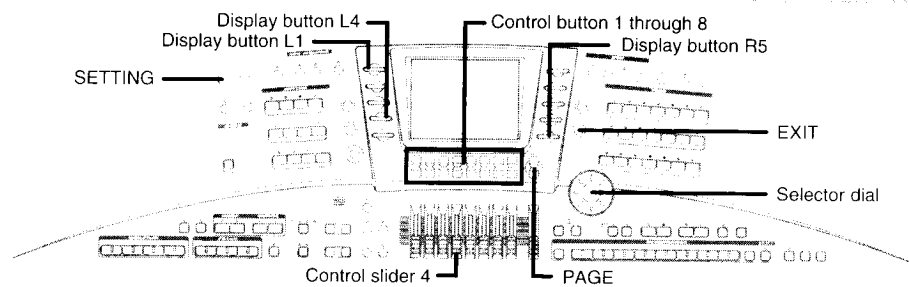 Display button L4
Control button 1 through 8
Display button L1
Display button R5
SETTING
EXIT
Selector dial
Control slider 4
PAGE